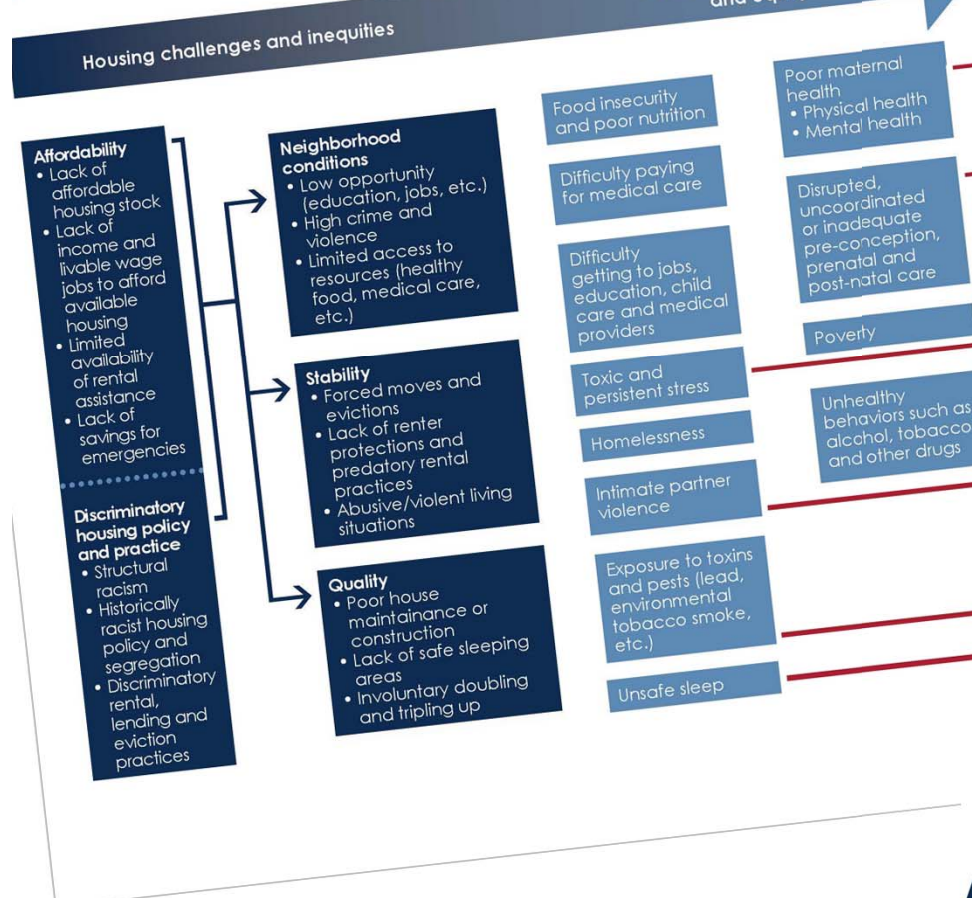 Housing challenges and inequities
Affordability
• Lack of
affordable
housing stock
• Lack of
income and
livable wage
jobs to afford
available
housing
• Limited
availability
of rental
assistance
• Lack of
savings for
emergencies
Discriminatory
housing policy
and practice
• Structural
racism
• Historically
racist housing
policy and
segregation
• Discriminatory
rental,
lending and
eviction
practices
Neighborhood
conditions
• Low opportunity
(education, jobs, etc.)
• High crime and
violence
• Limited access to
resources (healthy
food, medical care,
etc.)
Stability
• Forced moves and
evictions
• Lack of renter
protections and
predatory rental
practices
• Abusive/violent living
situations
Quality
• Poor house
maintainance or
construction
• Lack of safe sleeping
areas
• Involuntary doubling
and tripling up
Food insecurity
and poor nutrition
Difficulty paying
for medical care
Difficulty
getting to jobs,
education, child
care and medical
providers
Toxic and
persistent stress
Homelessness
Intimate partner
violence
Exposure to toxins
and pests (lead,
environmental
tobacco smoke,
etc.)
Unsafe sleep
Poor maternal
health
• Physical health
• Mental health
Disrupted,
uncoordinated
or inadequate
pre-conception,
prenatal and
post-natal care
Poverty
Unhealthy
behaviors such as
alcohol, tobacco
and other drugs